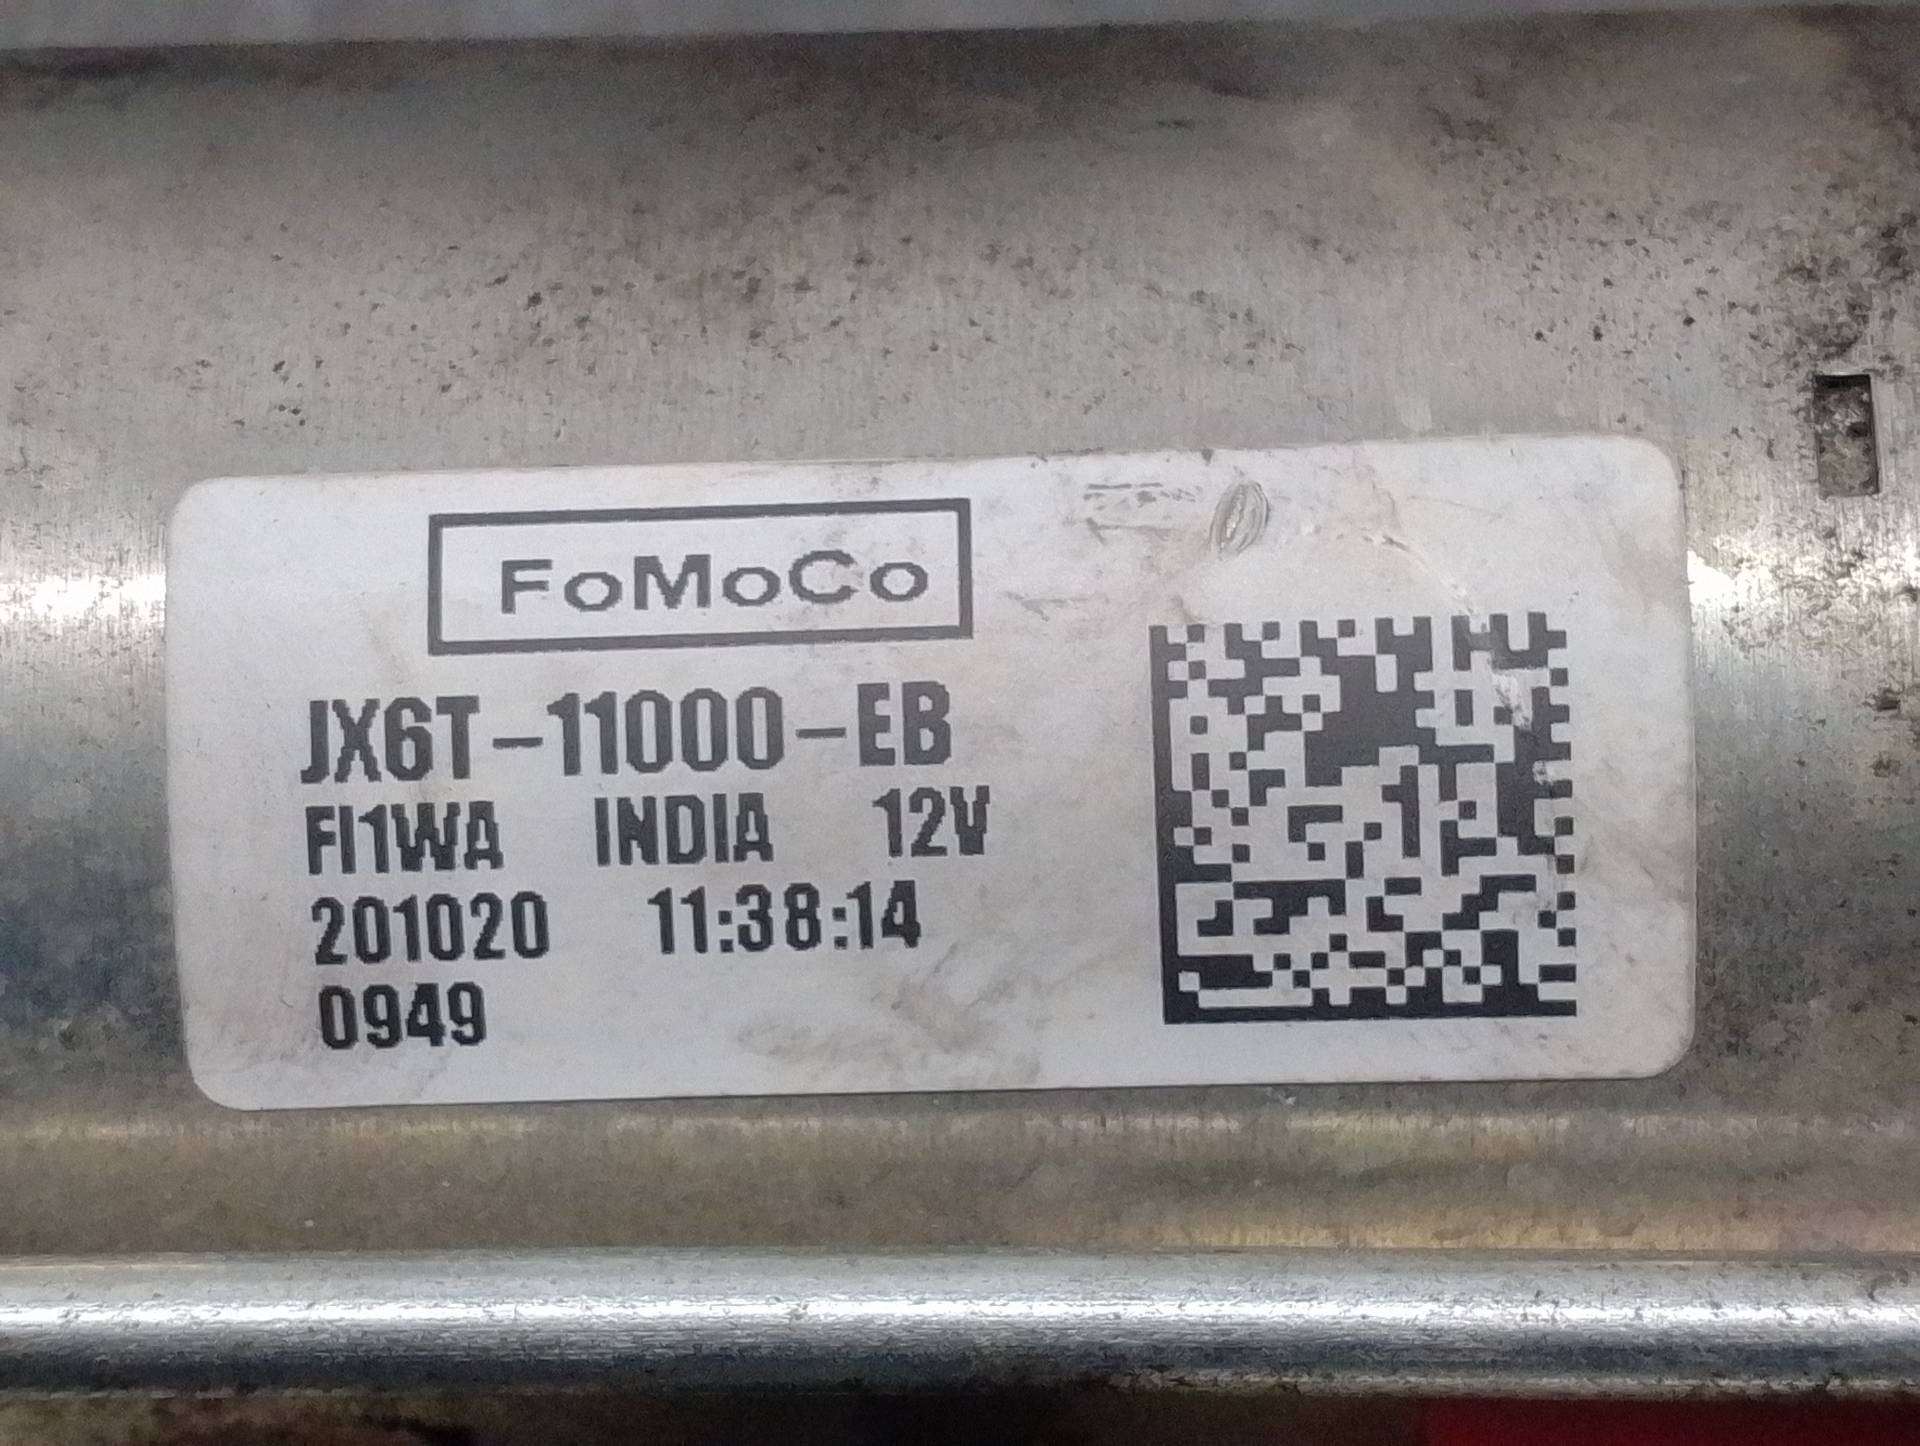 FoMoCo
JX6T-11000-EB
FI1WA INDIA 12V
201020 11:38:14
0949